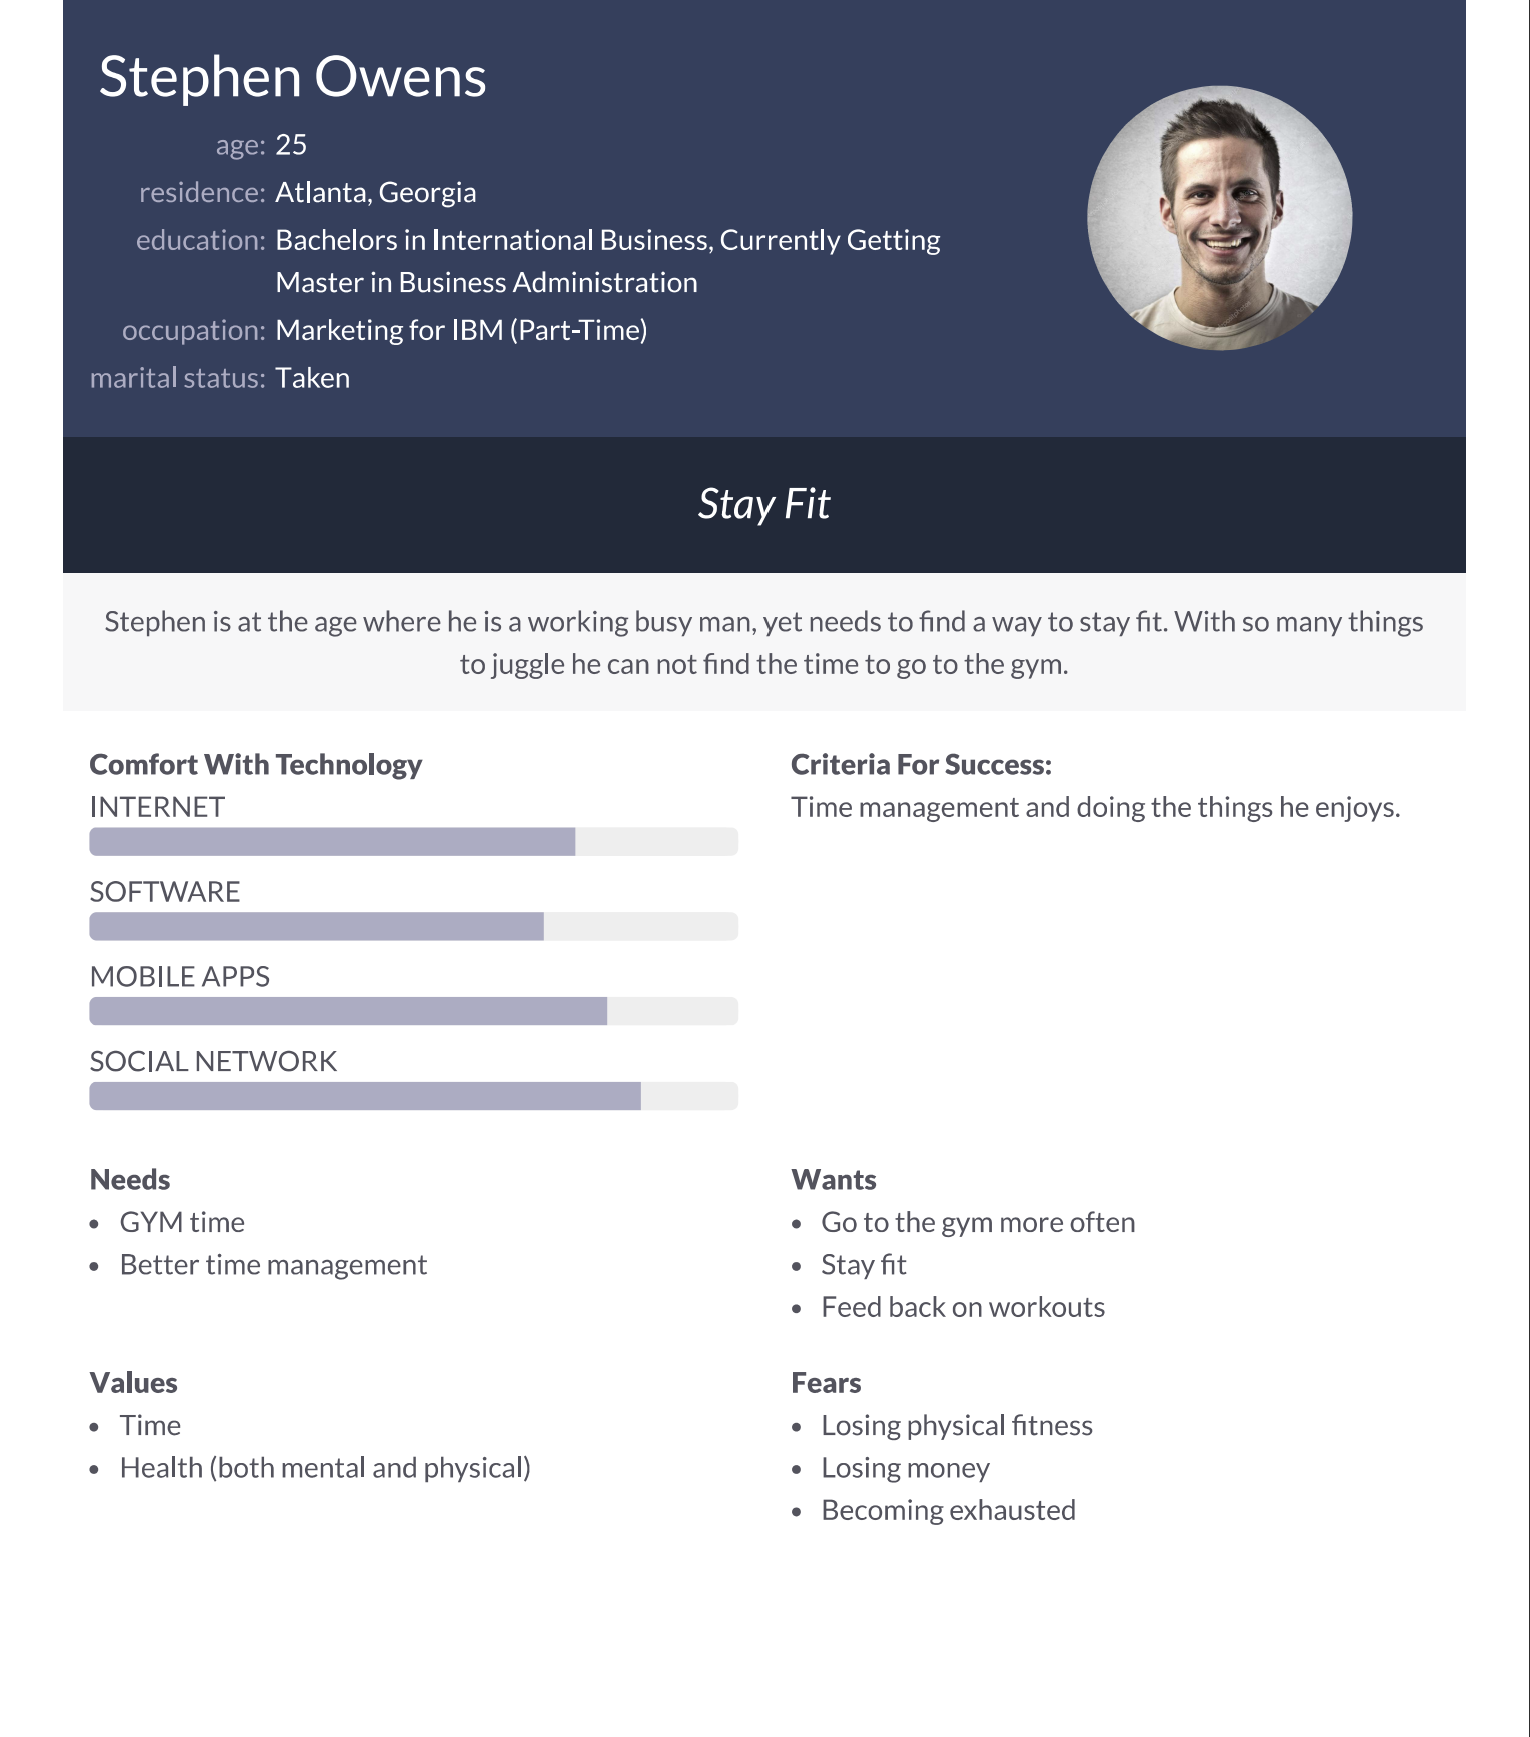 Stephen Owens
age: 25
residence: Atlanta, Georgia
education: Bachelors in International Business, Currently Getting
Master in Business Administration
occupation: Marketing for IBM (Part-Time)
marital status: Taken
Stay Fit
Stephen is at the age where he is a working busy man, yet needs to find a way to stay fit. With so many things
to juggle he can not find the time to go to the gym.
Comfort With Technology
INTERNET
SOFTWARE
MOBILE APPS
SOCIAL NETWORK
Criteria For Success:
Time management and doing the things he enjoys.
Needs
• GYM time
• Better time management
Wants
• Go to the gym more often
• Stay fit
• Feed back on workouts
Values
• Time
• Health (both mental and physical)
Fears
• Losing physical fitness
• Losing money
• Becoming exhausted